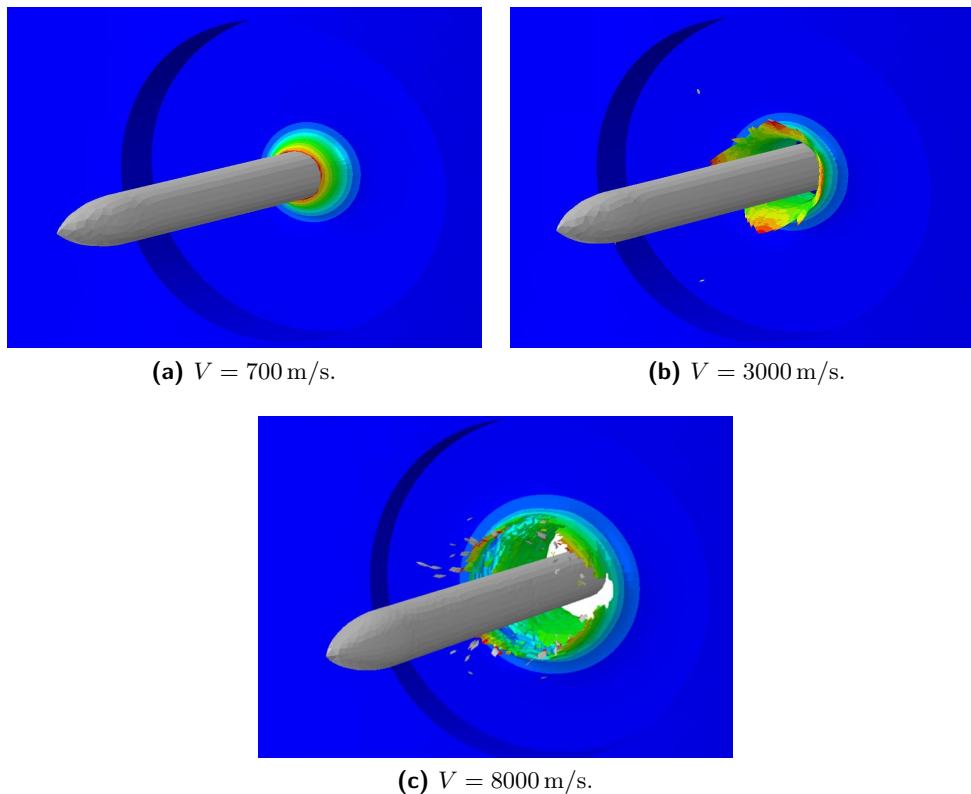 (a) V = 700 m/s.
(b) V = 3000 m/s.
(c) V = 8000 m/s.